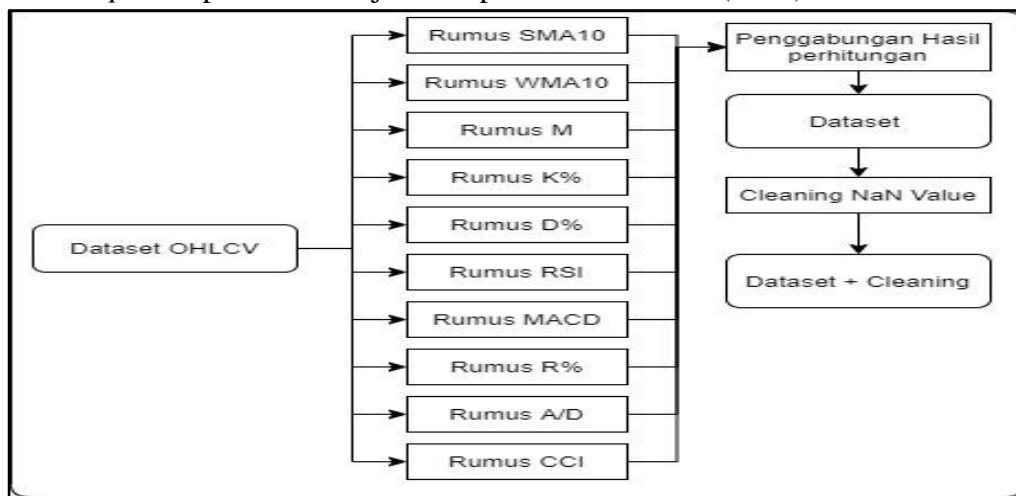 Dataset OHLCV
Rumus SMA10
Rumus WMA10
Rumus M
Rumus K%
Rumus D%
Rumus RSI
Rumus MACD
Rumus R%
Rumus A/D
Rumus CCI
Penggabungan Hasil
perhitungan
Dataset
Cleaning NaN Value
Dataset + Cleaning